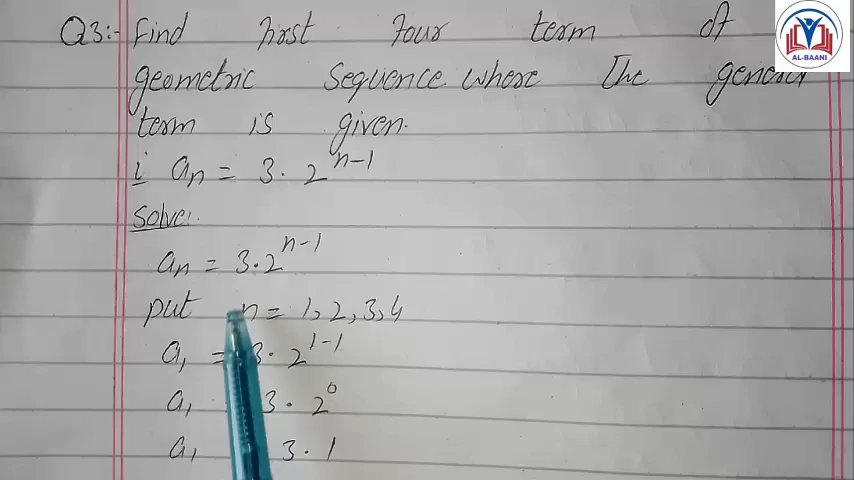 Q3:- Find first four term of
geometric sequence where the general
term is given.
i an = 3 · 2^(n-1)
Solve:
an = 3 · 2^(n-1)
put n = 1, 2, 3, 4
a₁ = 3 · 2^(1-1)
a₁ 3 · 2^0
a₁ 3 · 1
AL-BAANI